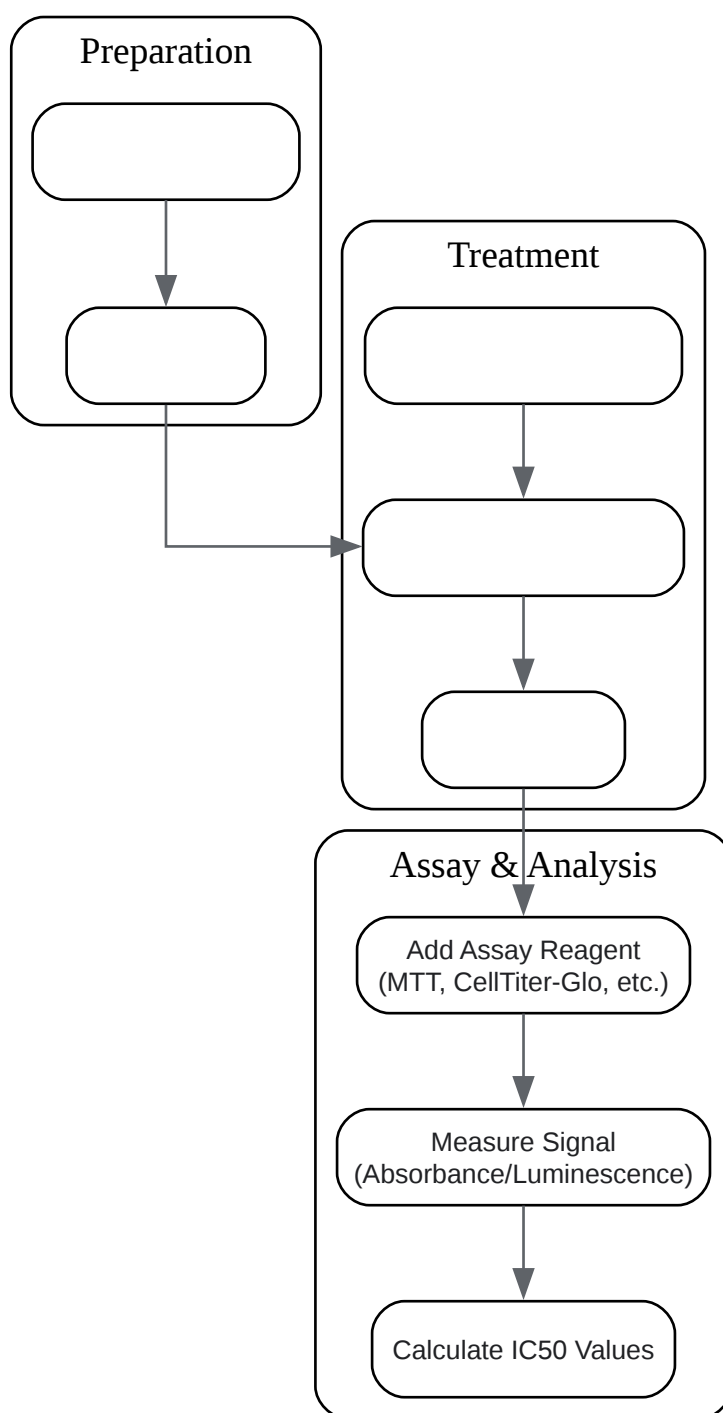 Preparation
Treatment
Assay & Analysis
Add Assay Reagent
(MTT, CellTiter-Glo, etc.)
Measure Signal
(Absorbance/Luminescence)
Calculate IC50 Values